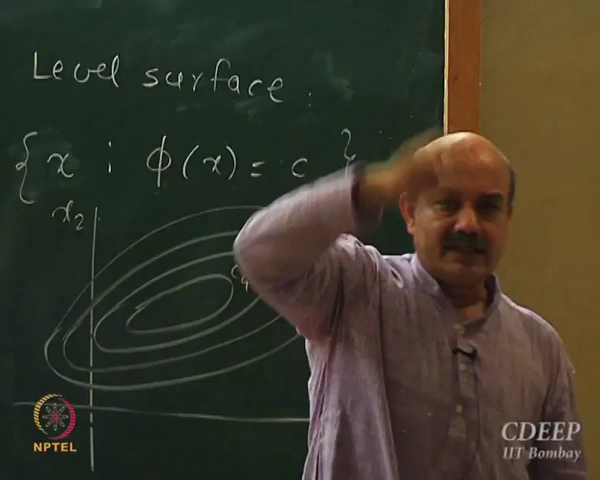 Level surface.
{ x : φ(x) = c }
x₂
NPTEL
CDEEP
IIT Bombay